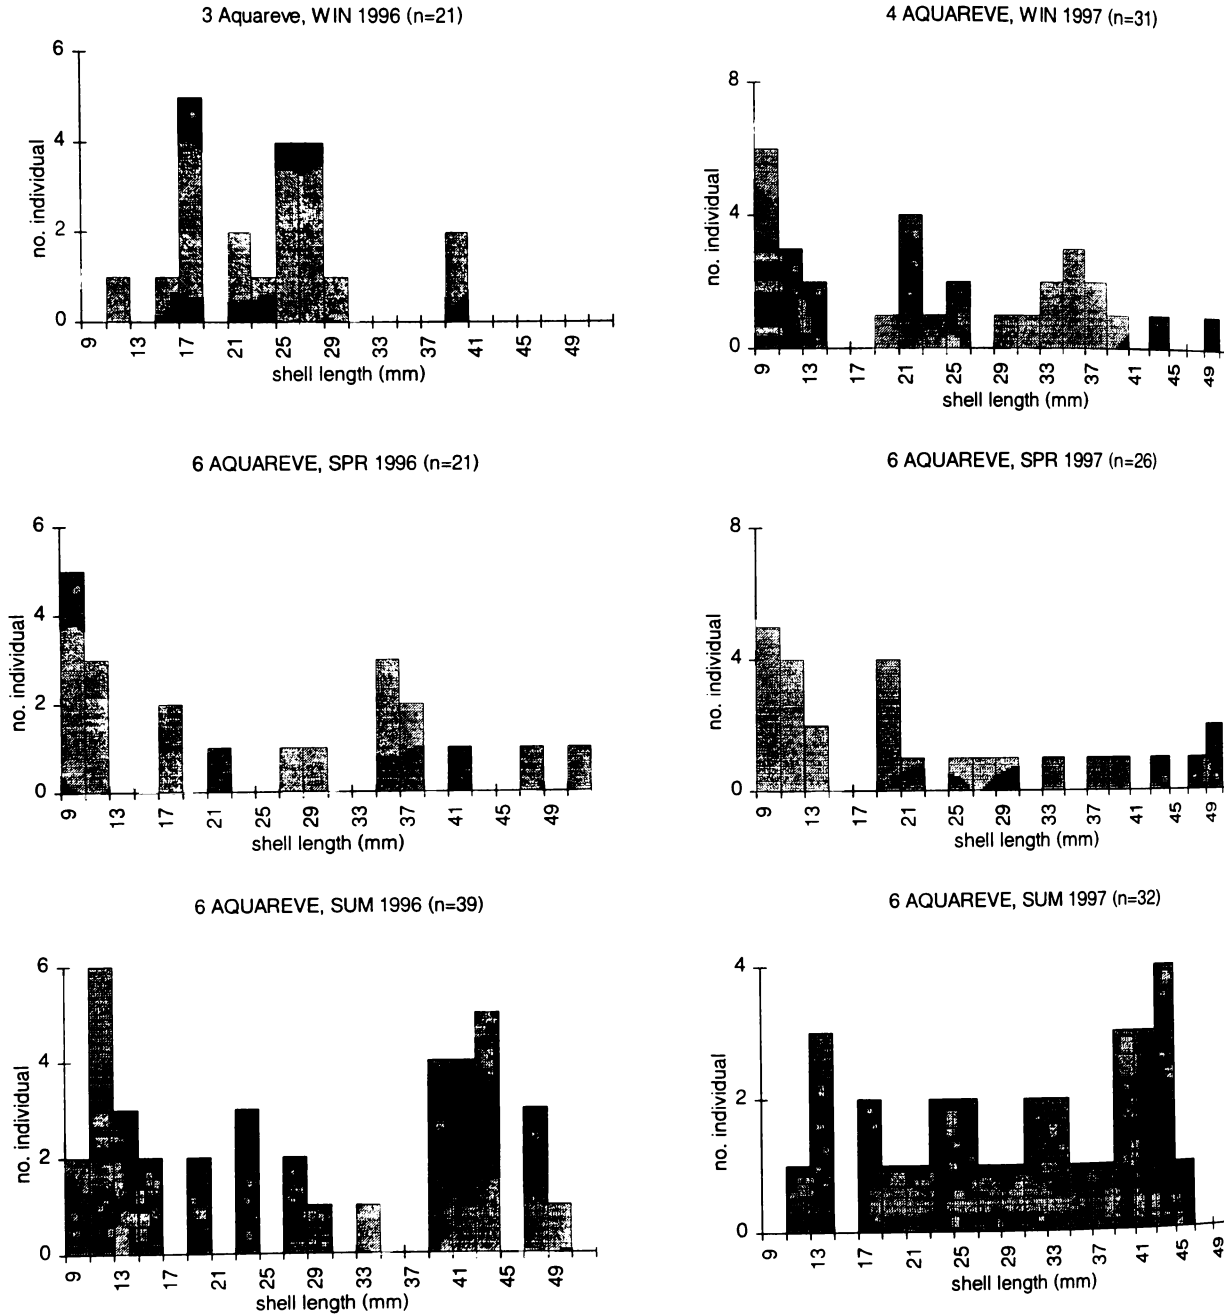 3 Aquareve, WIN 1996 (n=21)
6
4
2
0
no. individual
9 13 17 21 25 29 33 37 41 45 49
shell length (mm)
4 AQUAREVE, WIN 1997 (n=31)
8
4
0
no. individual
9 13 17 21 25 29 33 37 41 45 49
shell length (mm)
6 AQUAREVE, SPR 1996 (n=21)
6
4
2
0
no. individual
9 13 17 21 25 29 33 37 41 45 49
shell length (mm)
6 AQUAREVE, SPR 1997 (n=26)
8
4
0
no. individual
9 13 17 21 25 29 33 37 41 45 49
shell length (mm)
6 AQUAREVE, SUM 1996 (n=39)
6
4
2
0
no. individual
9 13 17 21 25 29 33 37 41 45 49
shell length (mm)
6 AQUAREVE, SUM 1997 (n=32)
4
2
0
no. individual
9 13 17 21 25 29 33 37 41 45 49
shell length (mm)